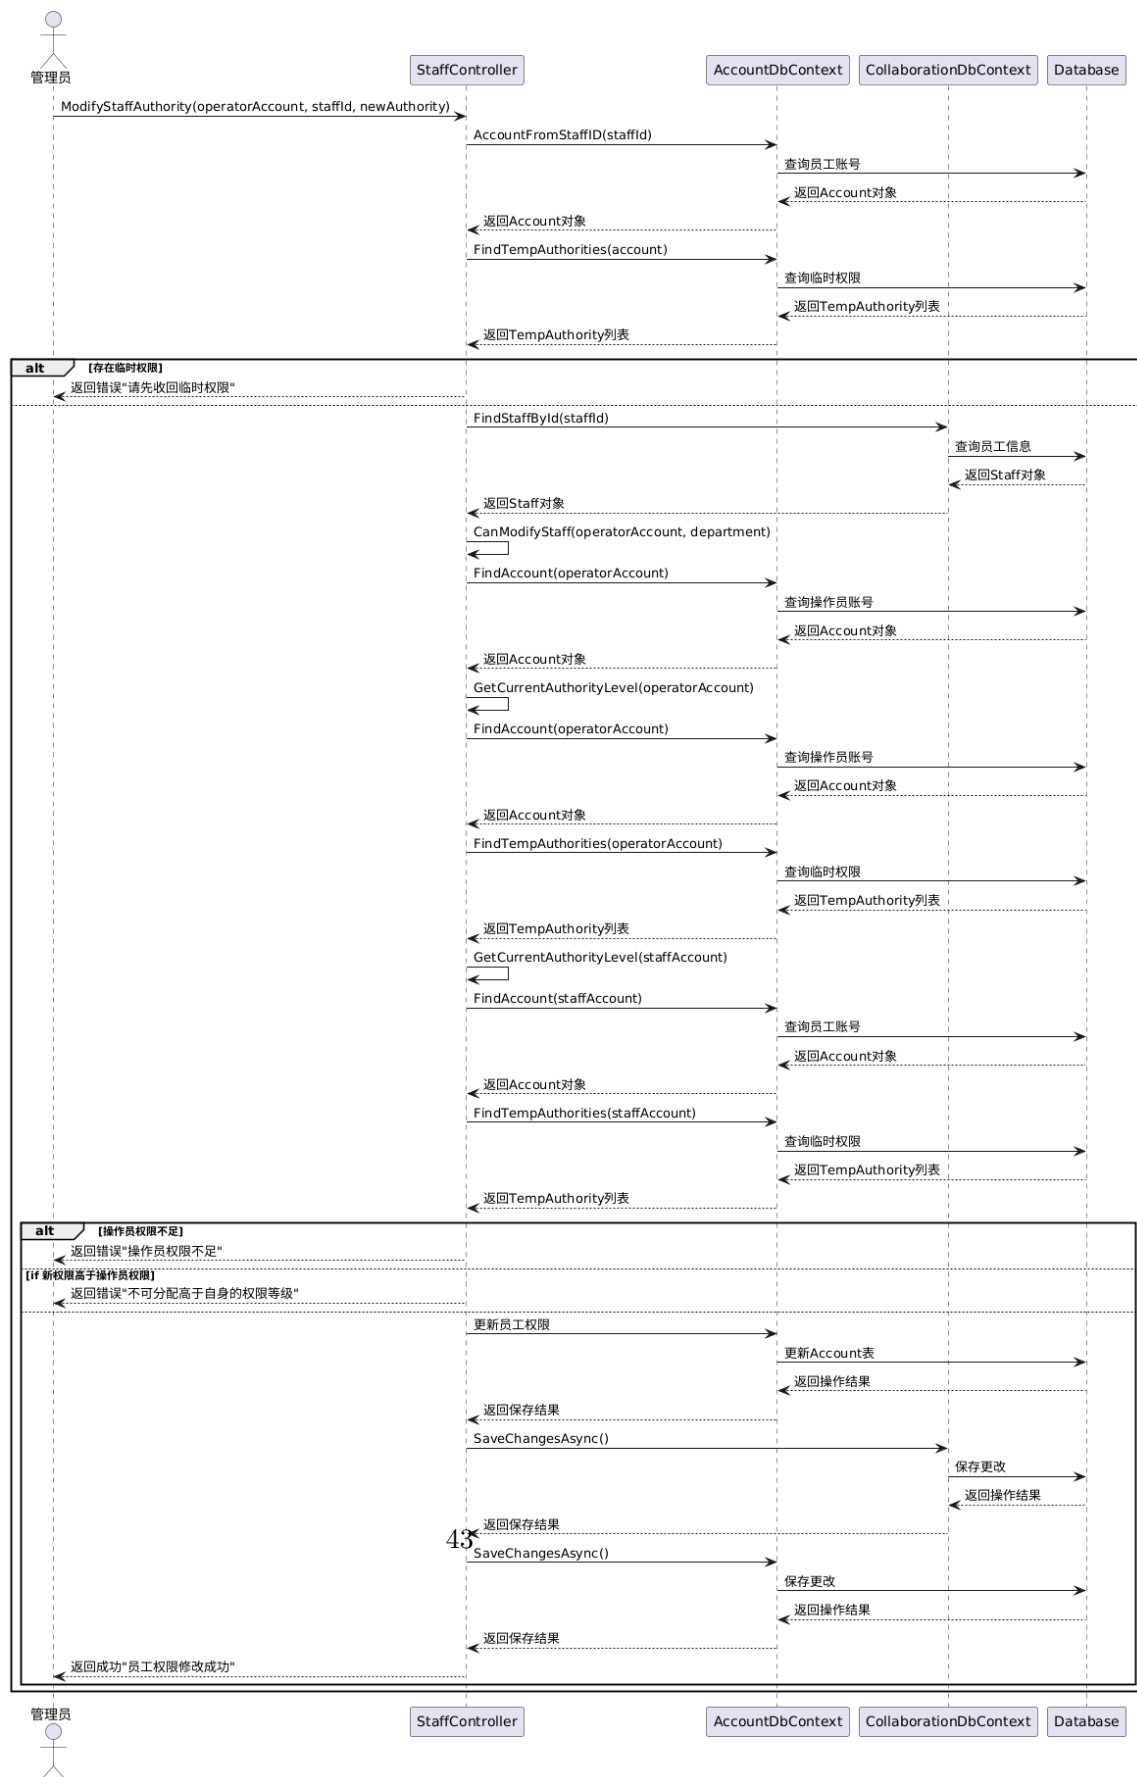 管理员
StaffController
AccountDbContext
CollaborationDbContext
Database
ModifyStaffAuthority(operatorAccount, staffId, newAuthority)
AccountFromStaffID(staffId)
查询员工账号
返回Account对象
返回Account对象
FindTempAuthorities(account)
查询临时权限
返回TempAuthority列表
返回TempAuthority列表
alt
[存在临时权限]
返回错误"请先收回临时权限"
FindStaffById(staffId)
查询员工信息
返回Staff对象
返回Staff对象
CanModifyStaff(operatorAccount, department)
FindAccount(operatorAccount)
查询操作员账号
返回Account对象
返回Account对象
GetCurrentAuthorityLevel(operatorAccount)
FindAccount(operatorAccount)
查询操作员账号
返回Account对象
返回Account对象
FindTempAuthorities(operatorAccount)
查询临时权限
返回TempAuthority列表
返回TempAuthority列表
GetCurrentAuthorityLevel(staffAccount)
FindAccount(staffAccount)
查询员工账号
返回Account对象
返回Account对象
FindTempAuthorities(staffAccount)
查询临时权限
返回TempAuthority列表
返回TempAuthority列表
alt
[操作员权限不足]
返回错误"操作员权限不足"
[if 新权限高于操作员权限]
返回错误"不可分配高于自身的权限等级"
更新员工权限
更新Account表
返回操作结果
返回保存结果
SaveChangesAsync()
保存更改
返回操作结果
返回保存结果
43
SaveChangesAsync()
保存更改
返回操作结果
返回保存结果
返回成功"员工权限修改成功"
管理员
StaffController
AccountDbContext
CollaborationDbContext
Database